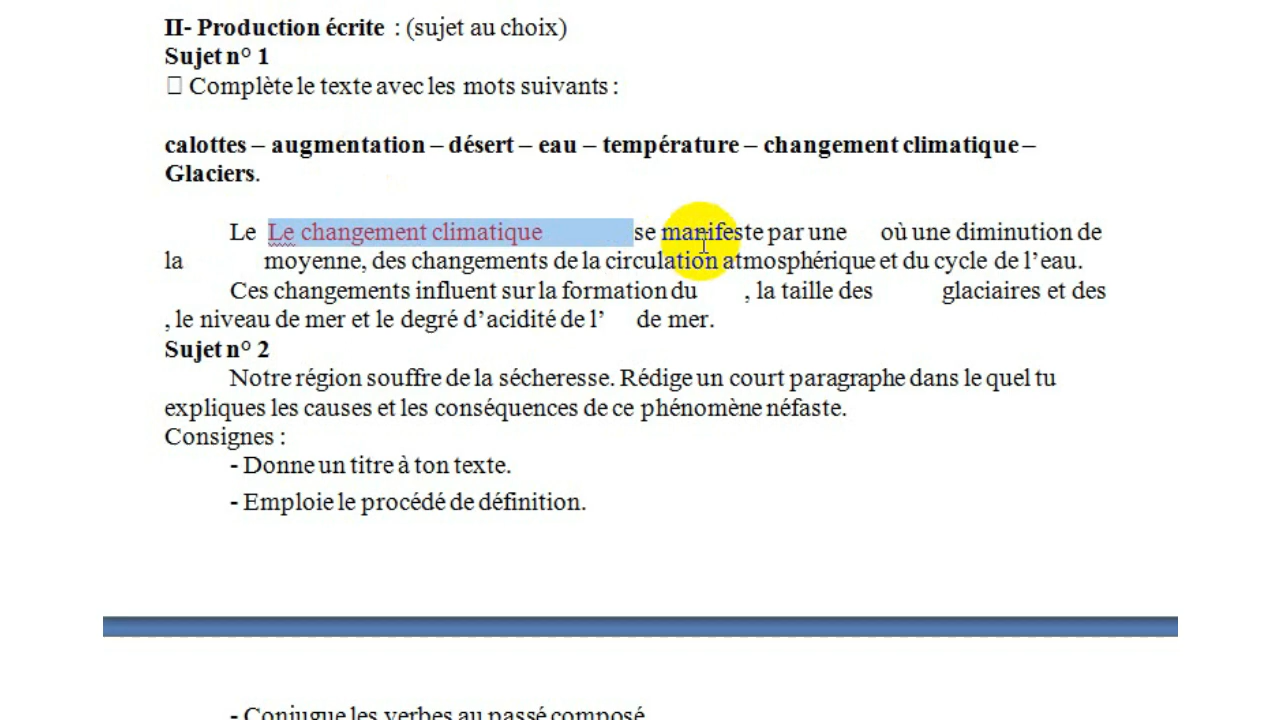 II- Production écrite : (sujet au choix)
Sujet n° 1
□ Complète le texte avec les mots suivants :
calottes – augmentation – désert – eau – température – changement climatique –
Glaciers.
Le Le changement climatique se manifeste par une où une diminution de
la moyenne, des changements de la circulation atmosphérique et du cycle de l'eau.
Ces changements influent sur la formation du , la taille des glaciaires et des
, le niveau de mer et le degré d'acidité de l' de mer.
Sujet n° 2
Notre région souffre de la sécheresse. Rédige un court paragraphe dans le quel tu
expliques les causes et les conséquences de ce phénomène néfaste.
Consignes :
- Donne un titre à ton texte.
- Emploie le procédé de définition.
- Conjugue les verbes au passé composé